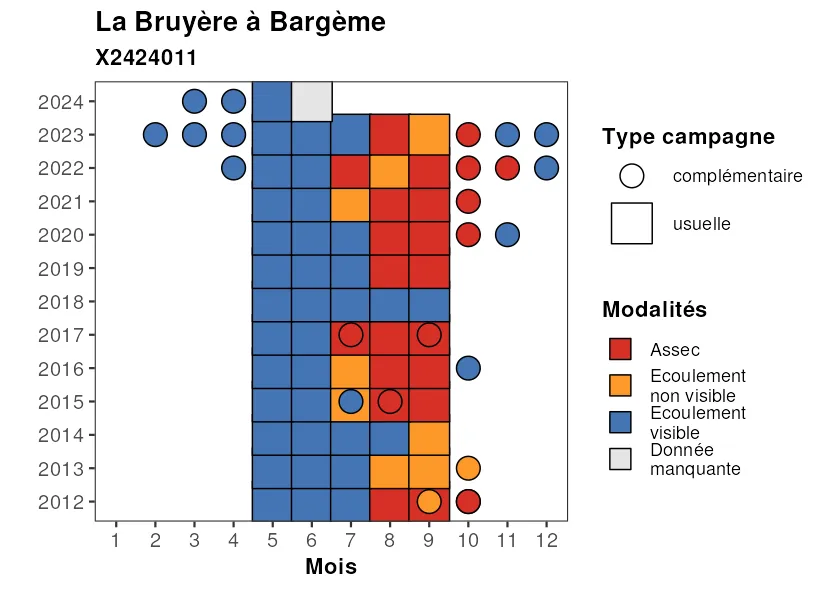 La Bruyère à Bargème
X2424011
2024
2023
2022
2021
2020
2019
2018
2017
2016
2015
2014
2013
2012
1 2 3 4 5 6 7 8 9 10 11 12
Mois
Type campagne
complémentaire
usuelle
Modalités
Assec
Ecoulement
non visible
Ecoulement
visible
Donnée
manquante